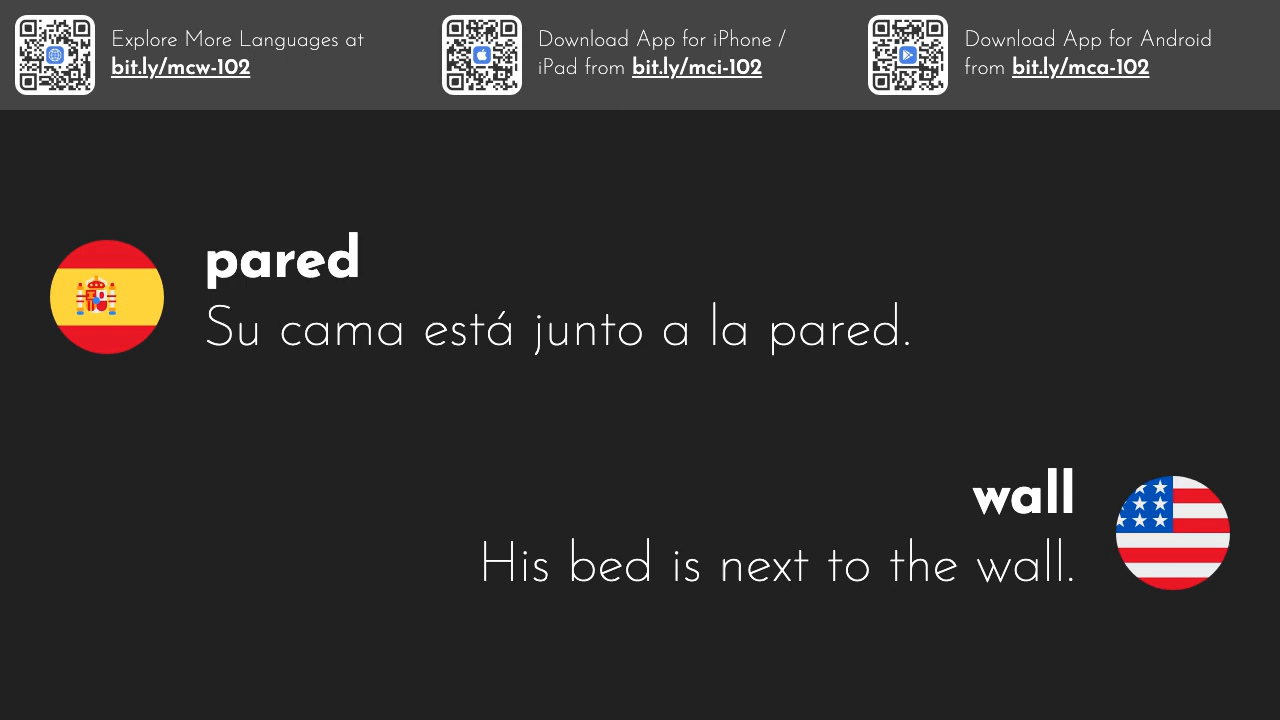 Explore More Languages at
bit.ly/mcw-102
Download App for iPhone /
iPad from bit.ly/mci-102
Download App for Android
from bit.ly/mca-102
pared
Su cama está junto a la pared.
wall
His bed is next to the wall.